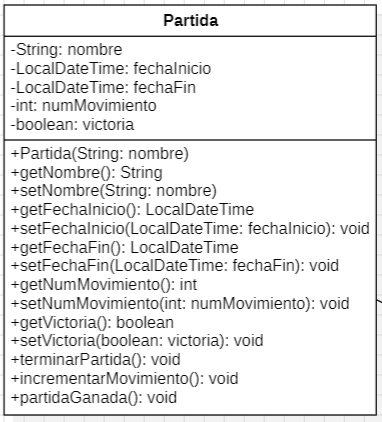 Partida
-String: nombre
-LocalDateTime: fechaInicio
-LocalDateTime: fechaFin
-int: numMovimiento
-boolean: victoria
+Partida(String: nombre)
+getNombre(): String
+setNombre(String: nombre)
+getFechaInicio(): LocalDateTime
+setFechaInicio(LocalDateTime: fechaInicio): void
+getFechaFin(): LocalDateTime
+setFechaFin(LocalDateTime: fechaFin): void
+getNumMovimiento(): int
+setNumMovimiento(int: numMovimiento): void
+getVictoria(): boolean
+setVictoria(boolean: victoria): void
+terminarPartida(): void
+incrementarMovimiento(): void
+partidaGanada(): void